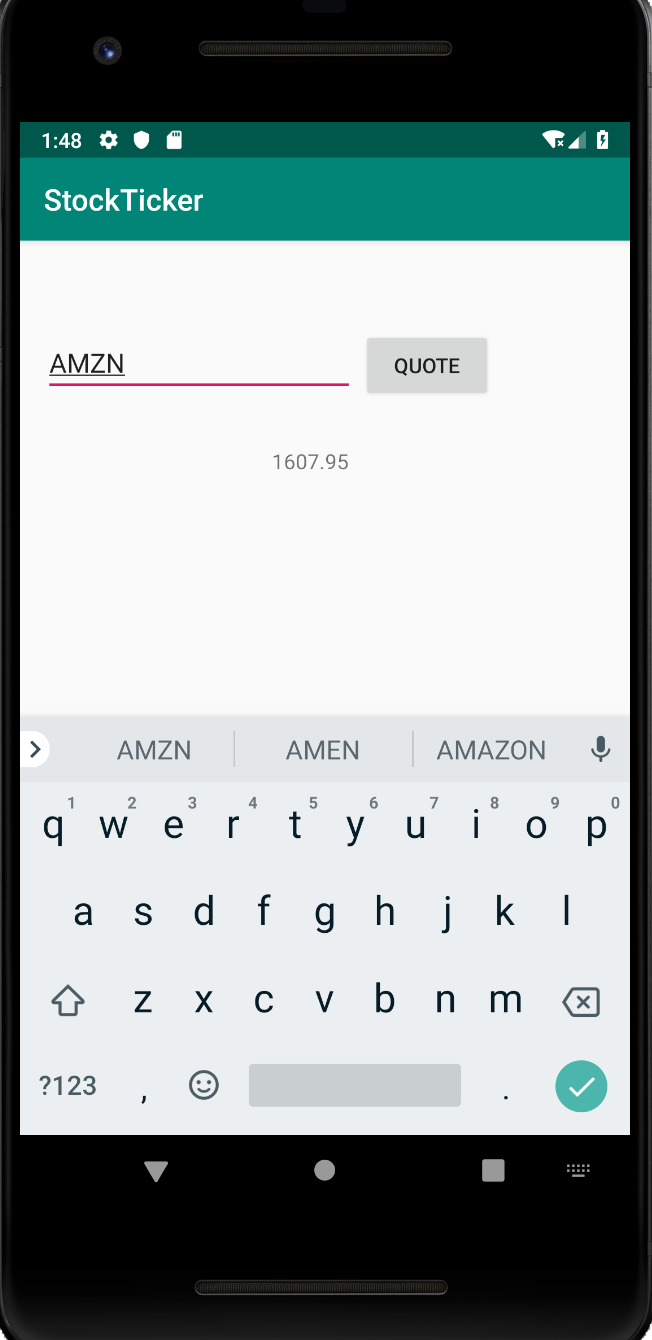 1:48
StockTicker
AMZN QUOTE
1607.95
AMZN AMEN AMAZON
1 2 3 4 5 6 7 8 9 0
q w e r t y u i o p
a s d f g h j k l
z x c v b n m
?123 , .